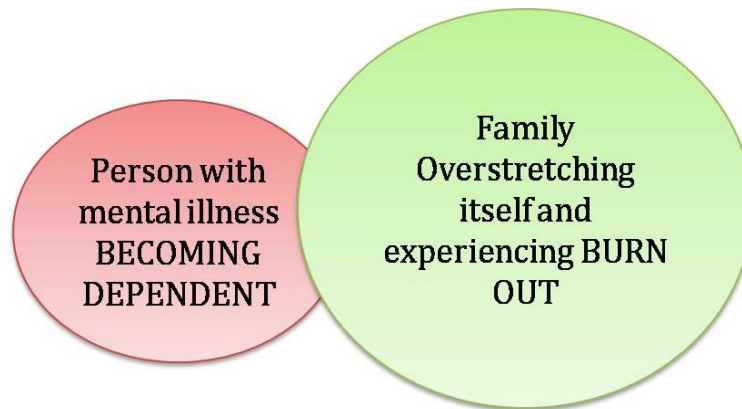 Person with
mental illness
BECOMING
DEPENDENT
Family
Overstretching
itself and
experiencing BURN
OUT